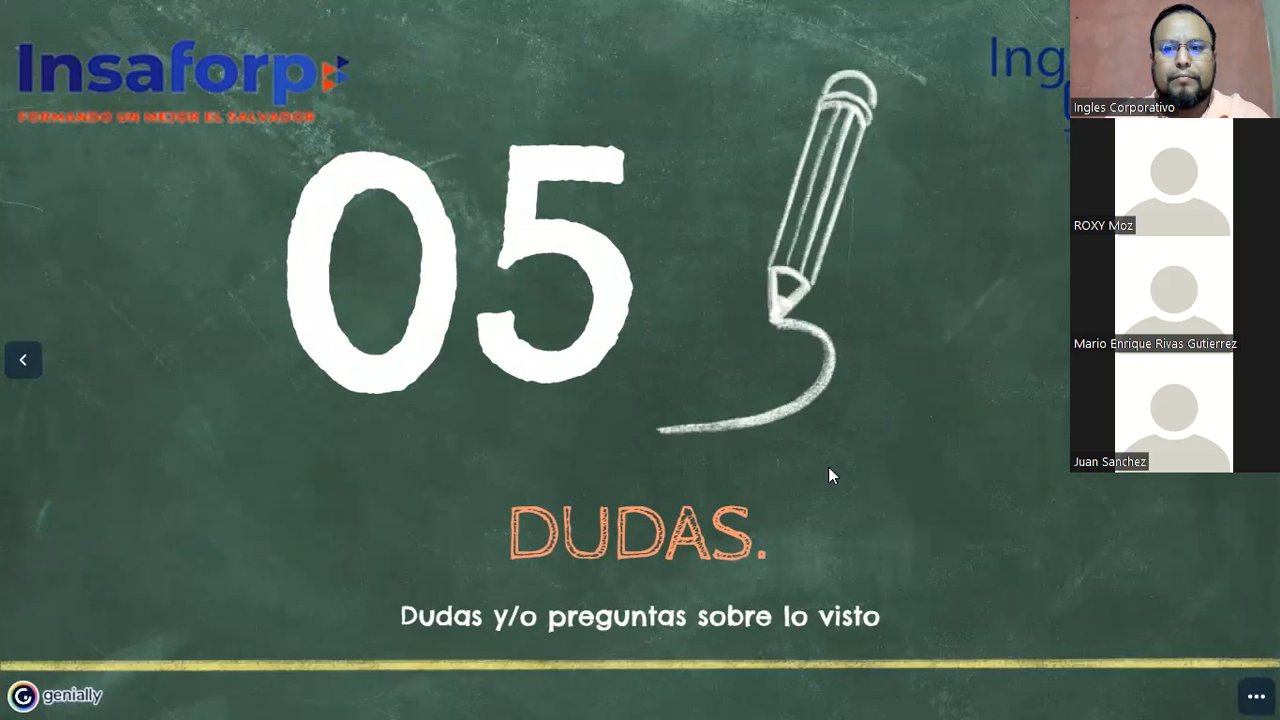 Insaforp
FORMANDO UN MEJOR EL SALVADOR
Ing
05
DUDAS.
Dudas y/o preguntas sobre lo visto
genially
Ingles Corporativo
ROXY Moz
Mario Enrique Rivas Gutierrez
Juan Sanchez